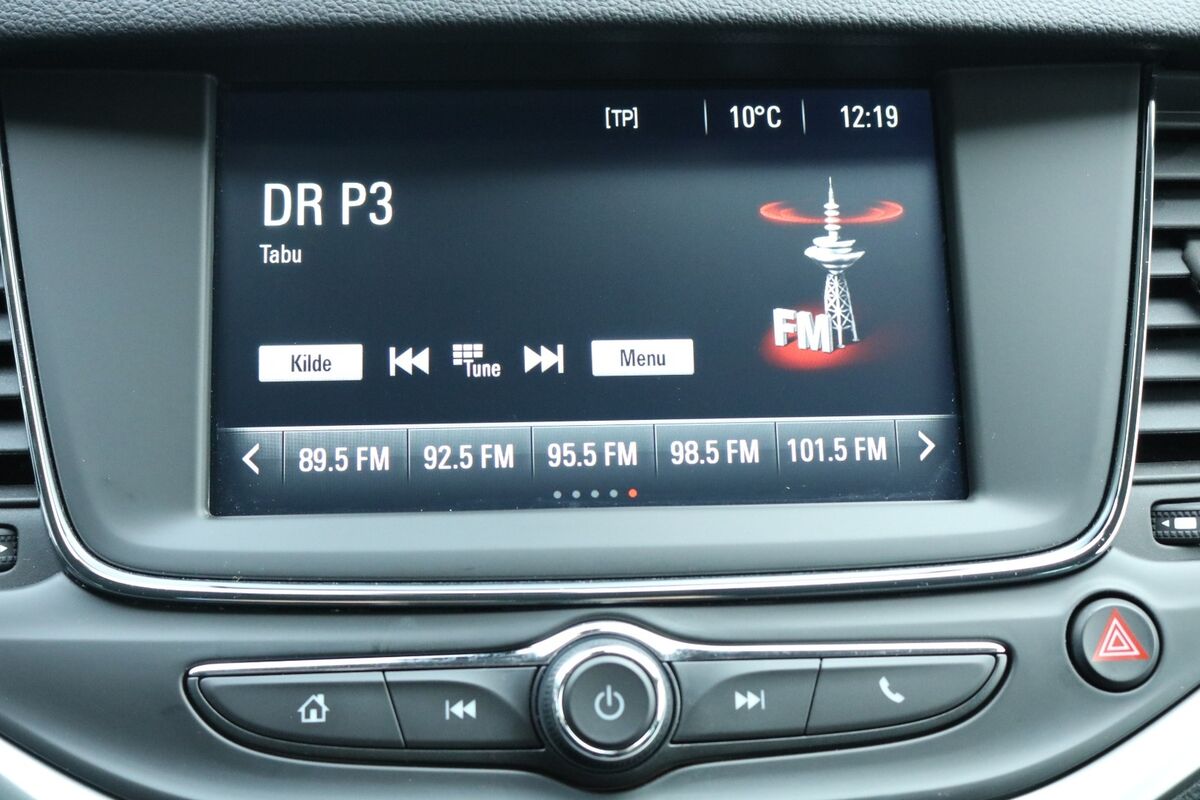 [TP] 10°C 12:19
DR P3
Tabu
FM
Kilde Tune Menu
89.5 FM 92.5 FM 95.5 FM 98.5 FM 101.5 FM